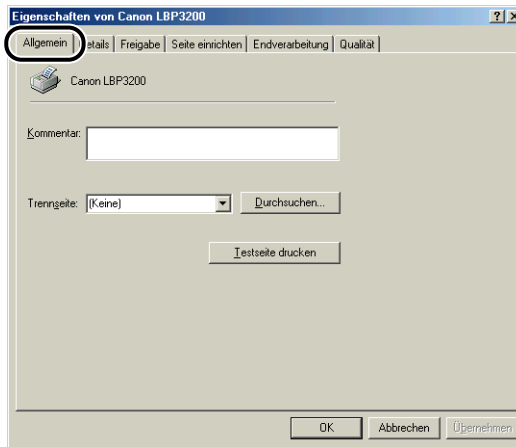 Eigenschaften von Canon LBP3200
Allgemein Details Freigabe Seite einrichten Endverarbeitung Qualität
Canon LBP3200
Kommentar:
Trennseite: (Keine) Durchsuchen...
Testseite drucken
OK Abbrechen Übernehmen